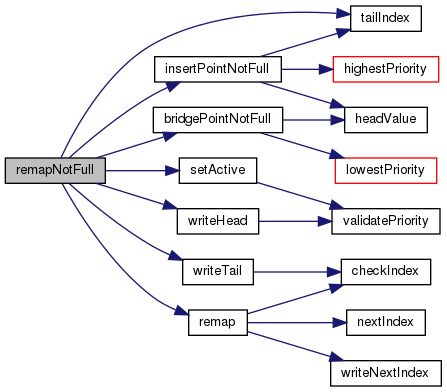 remapNotFull
tailIndex
insertPointNotFull
highestPriority
bridgePointNotFull
headValue
setActive
lowestPriority
writeHead
validatePriority
writeTail
checkIndex
remap
nextIndex
writeNextIndex